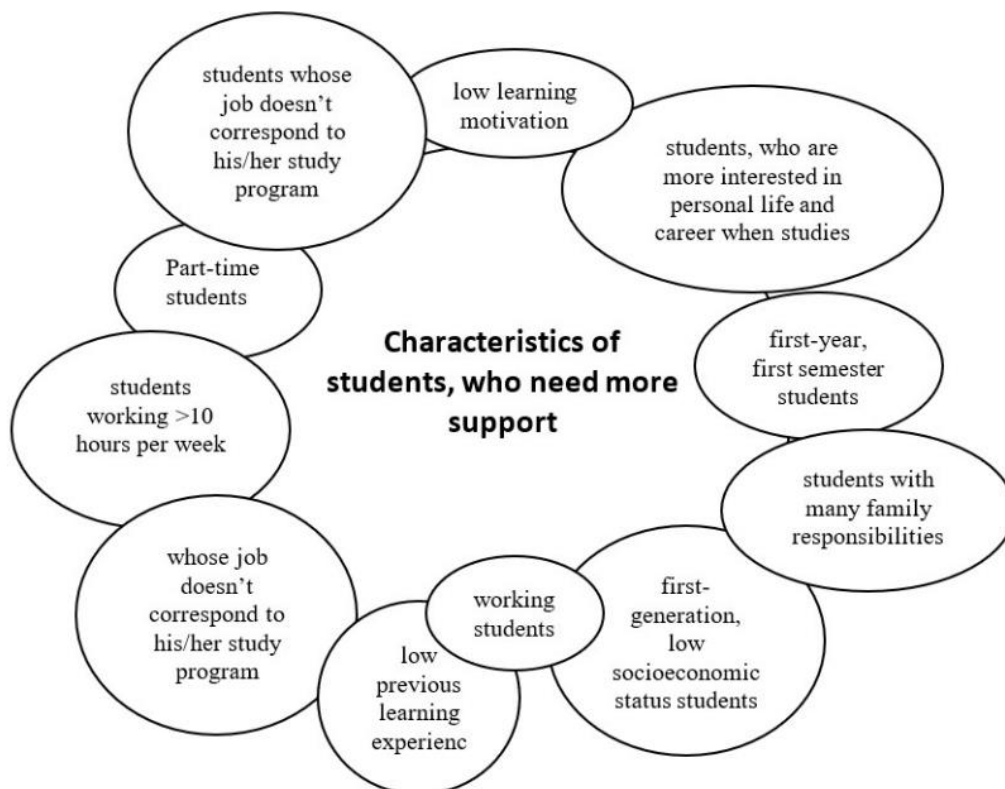 low learning
motivation
students, who are
more interested in
personal life and
career when studies
first-year,
first semester
students
students with
many family
responsibilities
first-
generation,
low
socioeconomic
status students
working
students
low
previous
learning
experienc
whose job
doesn't
correspond to
his/her study
program
students
working >10
hours per week
Part-time
students
students whose
job doesn't
correspond to
his/her study
program
Characteristics of
students, who need more
support